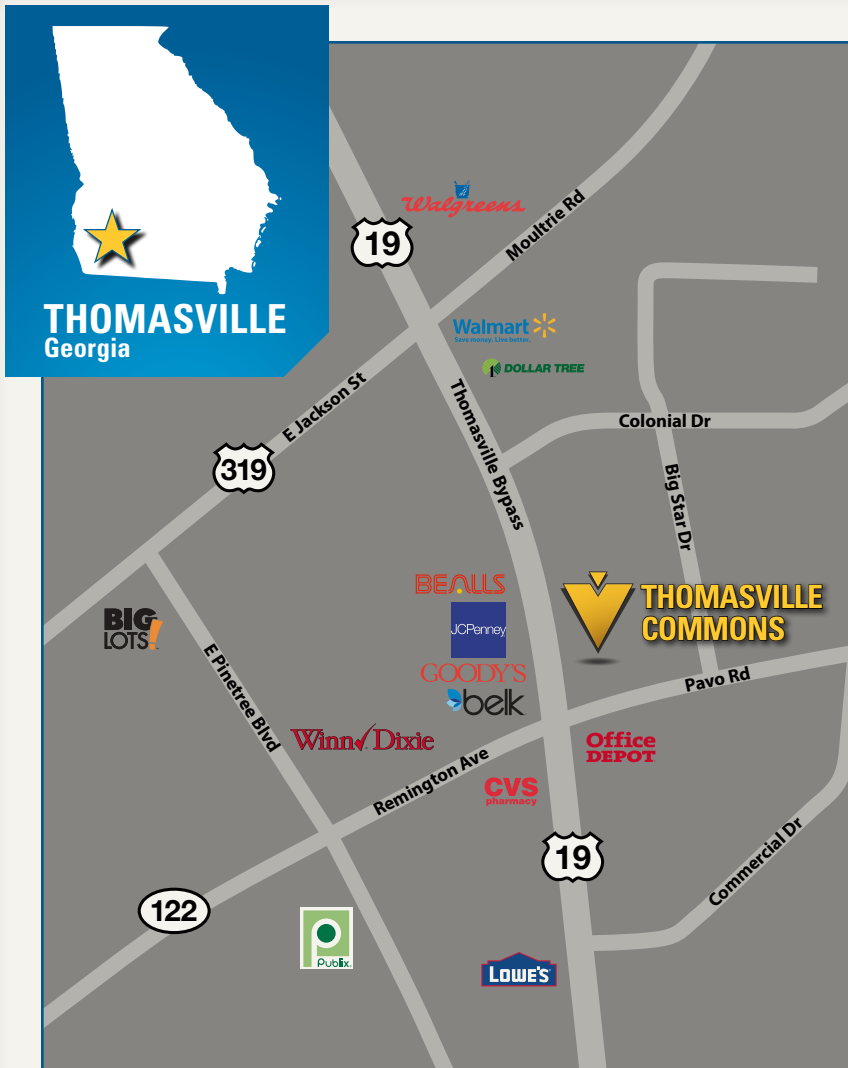 THOMASVILLE
Georgia
Walgreens
19
Moultrie Rd
Walmart
Save money. Live better.
DOLLAR TREE
E Jackson St
319
Thomasville Bypass
Colonial Dr
Big Star Dr
BEALLS
JCPenney
GOODY'S
belk
THOMASVILLE
COMMONS
BIG
LOTS!
E Pinetree Blvd
Winn Dixie
Remington Ave
Pavo Rd
Office
DEPOT
CVS
pharmacy
19
Commercial Dr
122
Publix.
LOWE'S